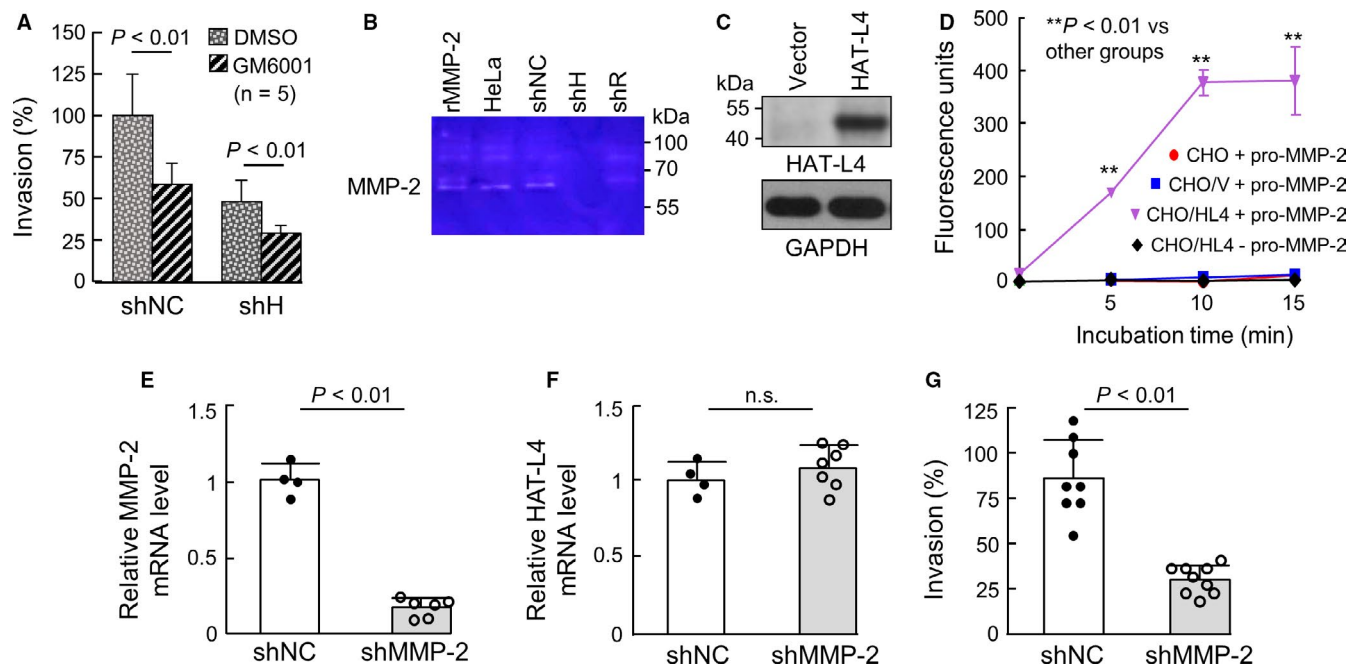 A
Invasion (%)
150
125
100
75
50
25
0
P < 0.01
DMSO
GM6001
(n = 5)
P < 0.01
shNC
shH
B
rMMP-2
HeLa
shNC
shH
shR
kDa
100
70
55
MMP-2
C
Vector
HAT-L4
kDa
55
40
HAT-L4
GAPDH
D
Fluorescence units
500
400
300
200
100
0
**P < 0.01 vs
other groups
**
**
**
CHO + pro-MMP-2
CHO/V + pro-MMP-2
CHO/HL4 + pro-MMP-2
CHO/HL4 - pro-MMP-2
5
10
15
Incubation time (min)
E
Relative MMP-2
mRNA level
1.5
1
0.5
0
P < 0.01
shNC
shMMP-2
F
Relative HAT-L4
mRNA level
1.5
1
0.5
0
n.s.
shNC
shMMP-2
G
Invasion (%)
125
100
75
50
25
0
P < 0.01
shNC
shMMP-2